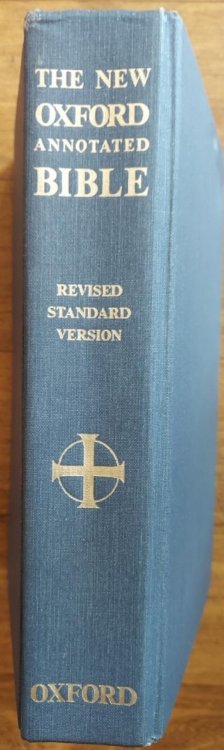 THE NEW
OXFORD
ANNOTATED
BIBLE
REVISED
STANDARD
VERSION
OXFORD